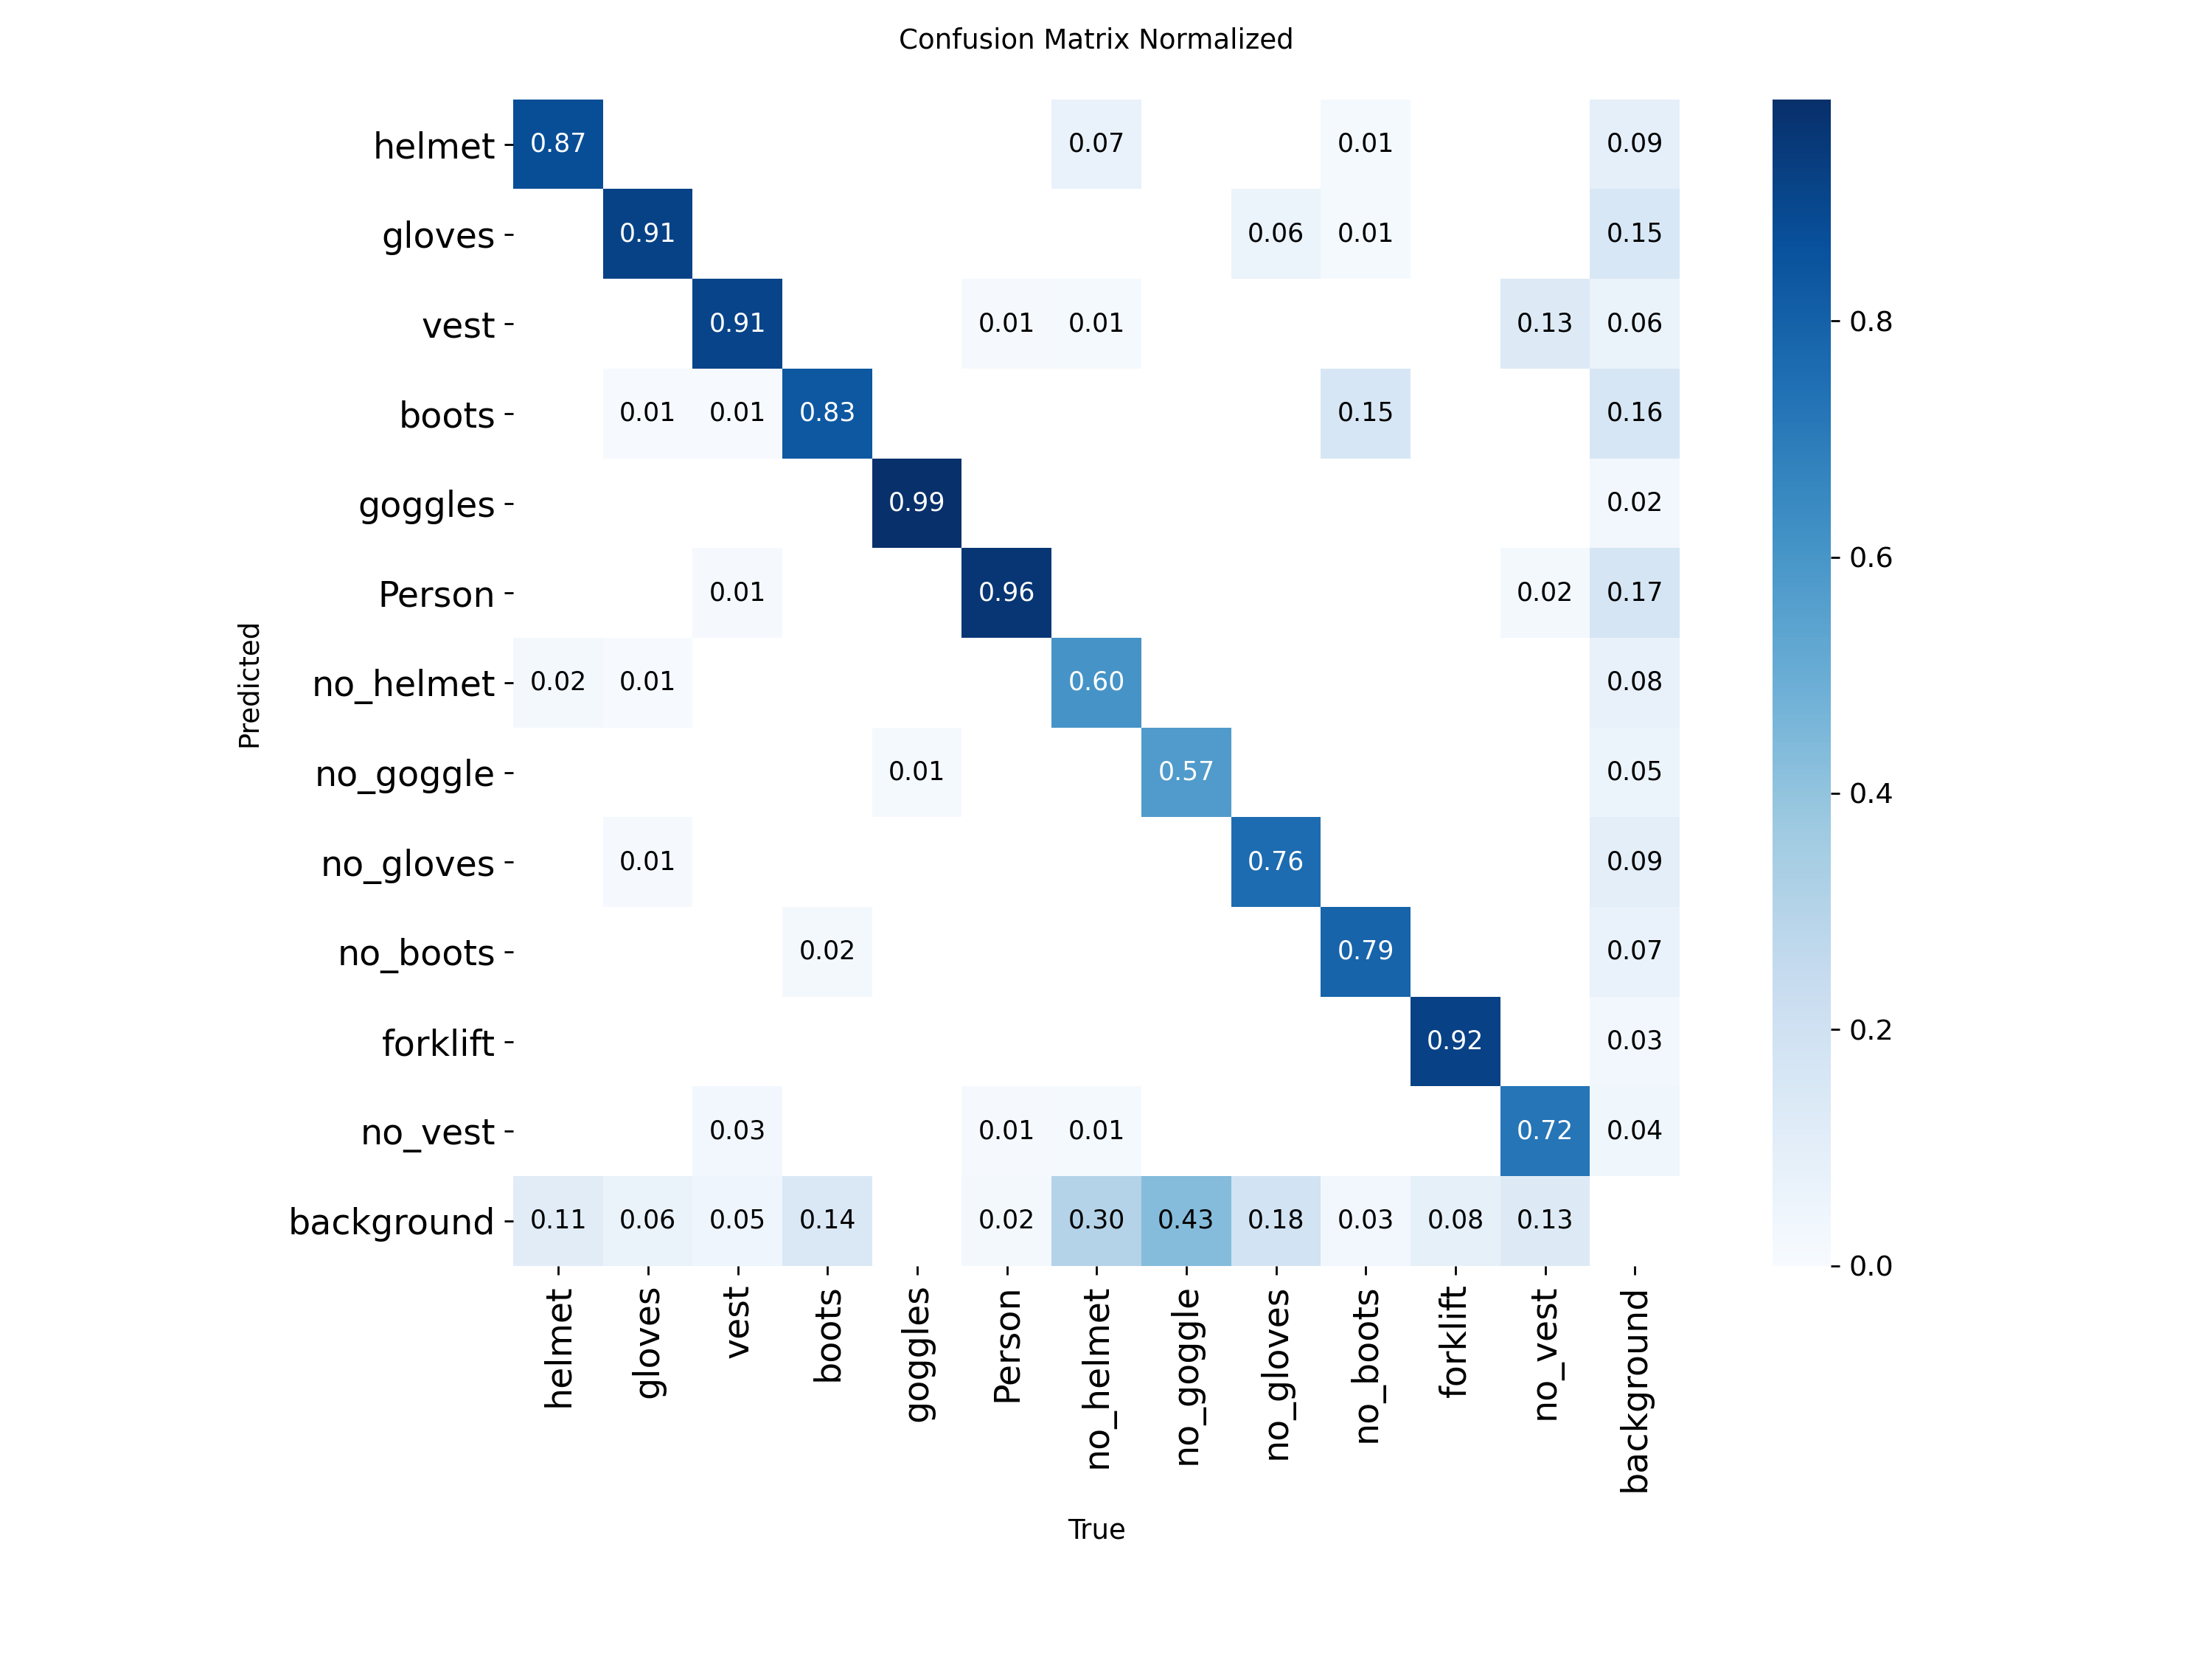 Confusion Matrix Normalized
helmet 0.87 0.07 0.01 0.09
gloves 0.91 0.06 0.01 0.15
vest 0.91 0.01 0.01 0.13 0.06 0.8
boots 0.01 0.01 0.83 0.15 0.16
goggles 0.99 0.02
0.6
Person 0.01 0.96 0.02 0.17
Predicted
no_helmet 0.02 0.01 0.60 0.08
no_goggle 0.01 0.57 0.05
0.4
no_gloves 0.01 0.76 0.09
no_boots 0.02 0.79 0.07
0.2
forklift 0.92 0.03
no_vest 0.03 0.01 0.01 0.72 0.04
background 0.11 0.06 0.05 0.14 0.02 0.30 0.43 0.18 0.03 0.08 0.13
0.0
helmet
gloves
vest
boots
goggles
Person
no_helmet
no_goggle
no_gloves
no_boots
forklift
no_vest
background
True